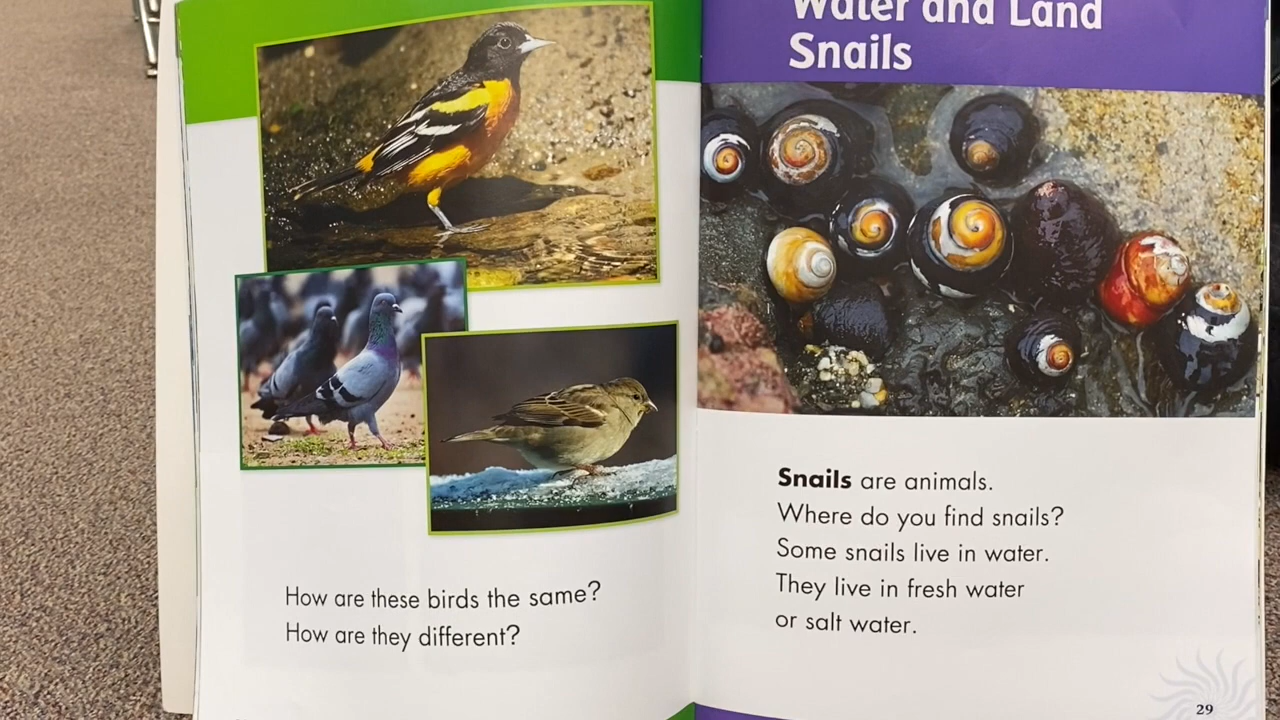 How are these birds the same?
How are they different?
Water and Land
Snails
Snails are animals.
Where do you find snails?
Some snails live in water.
They live in fresh water
or salt water.
29